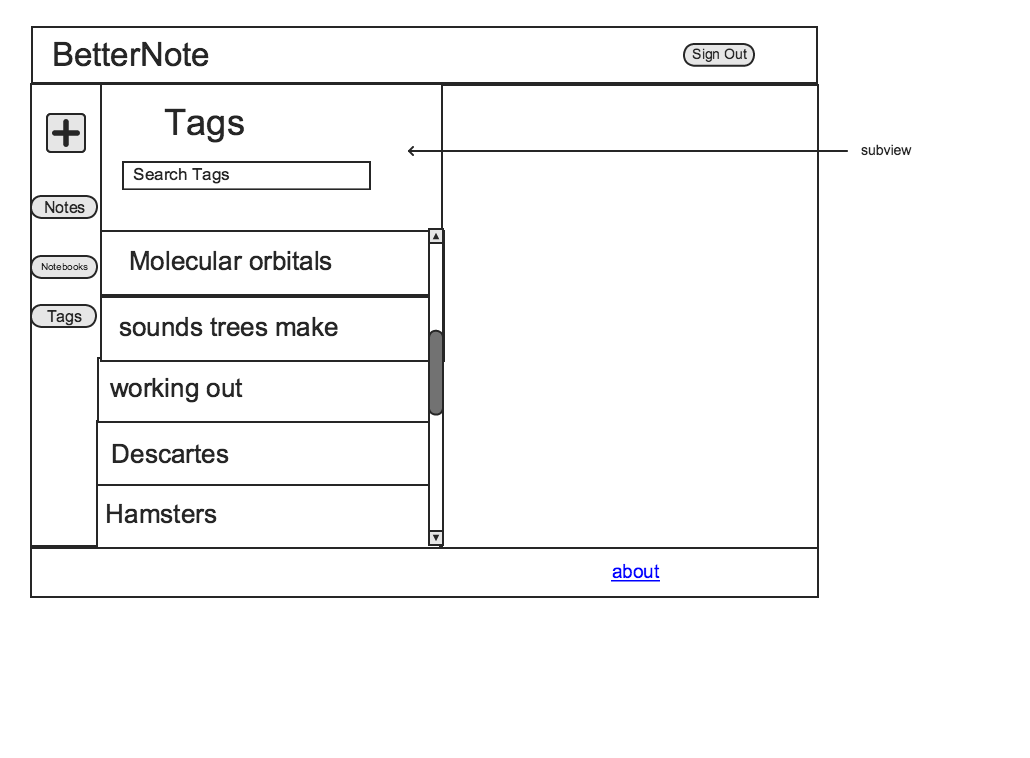 BetterNote
Sign Out
Tags
subview
Search Tags
Notes
Notebooks
Tags
Molecular orbitals
sounds trees make
working out
Descartes
Hamsters
about